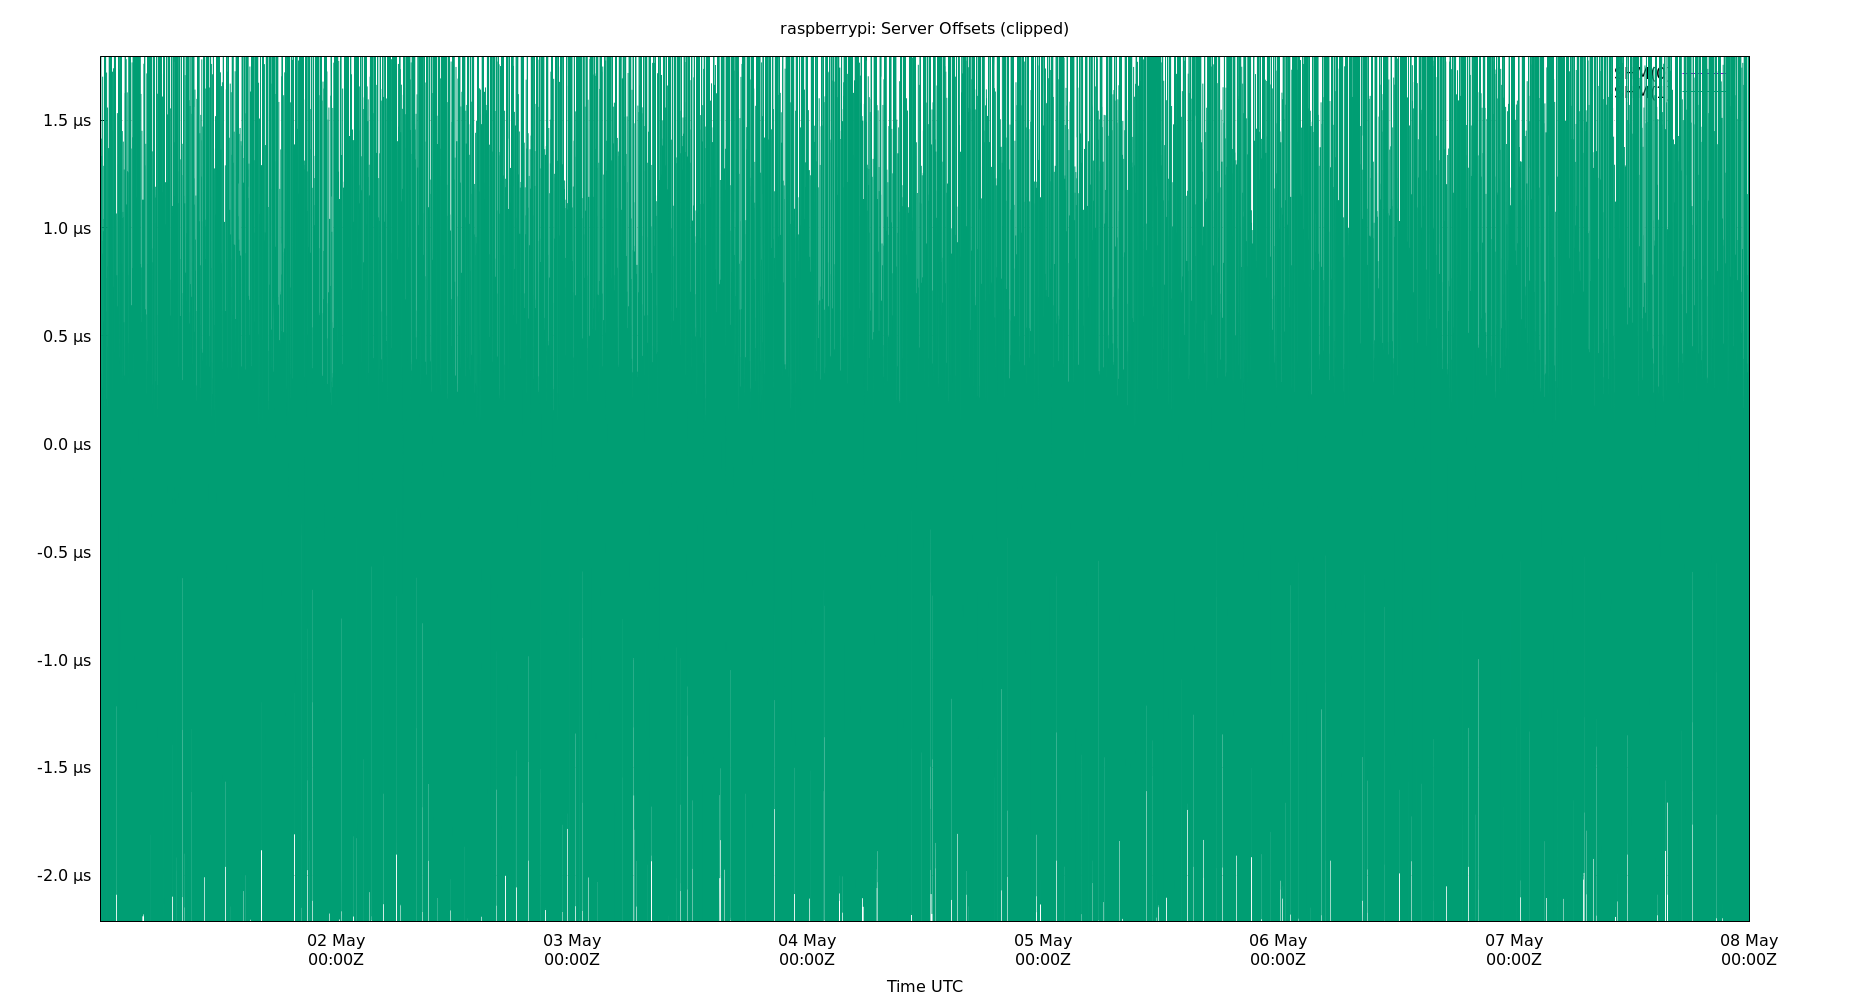 raspberrypi: Server Offsets (clipped)
1.5 µs
1.0 µs
0.5 µs
0.0 µs
-0.5 µs
-1.0 µs
-1.5 µs
-2.0 µs
02 May 03 May 04 May 05 May 06 May 07 May 08 May
00:00Z 00:00Z 00:00Z 00:00Z 00:00Z 00:00Z 00:00Z
Time UTC